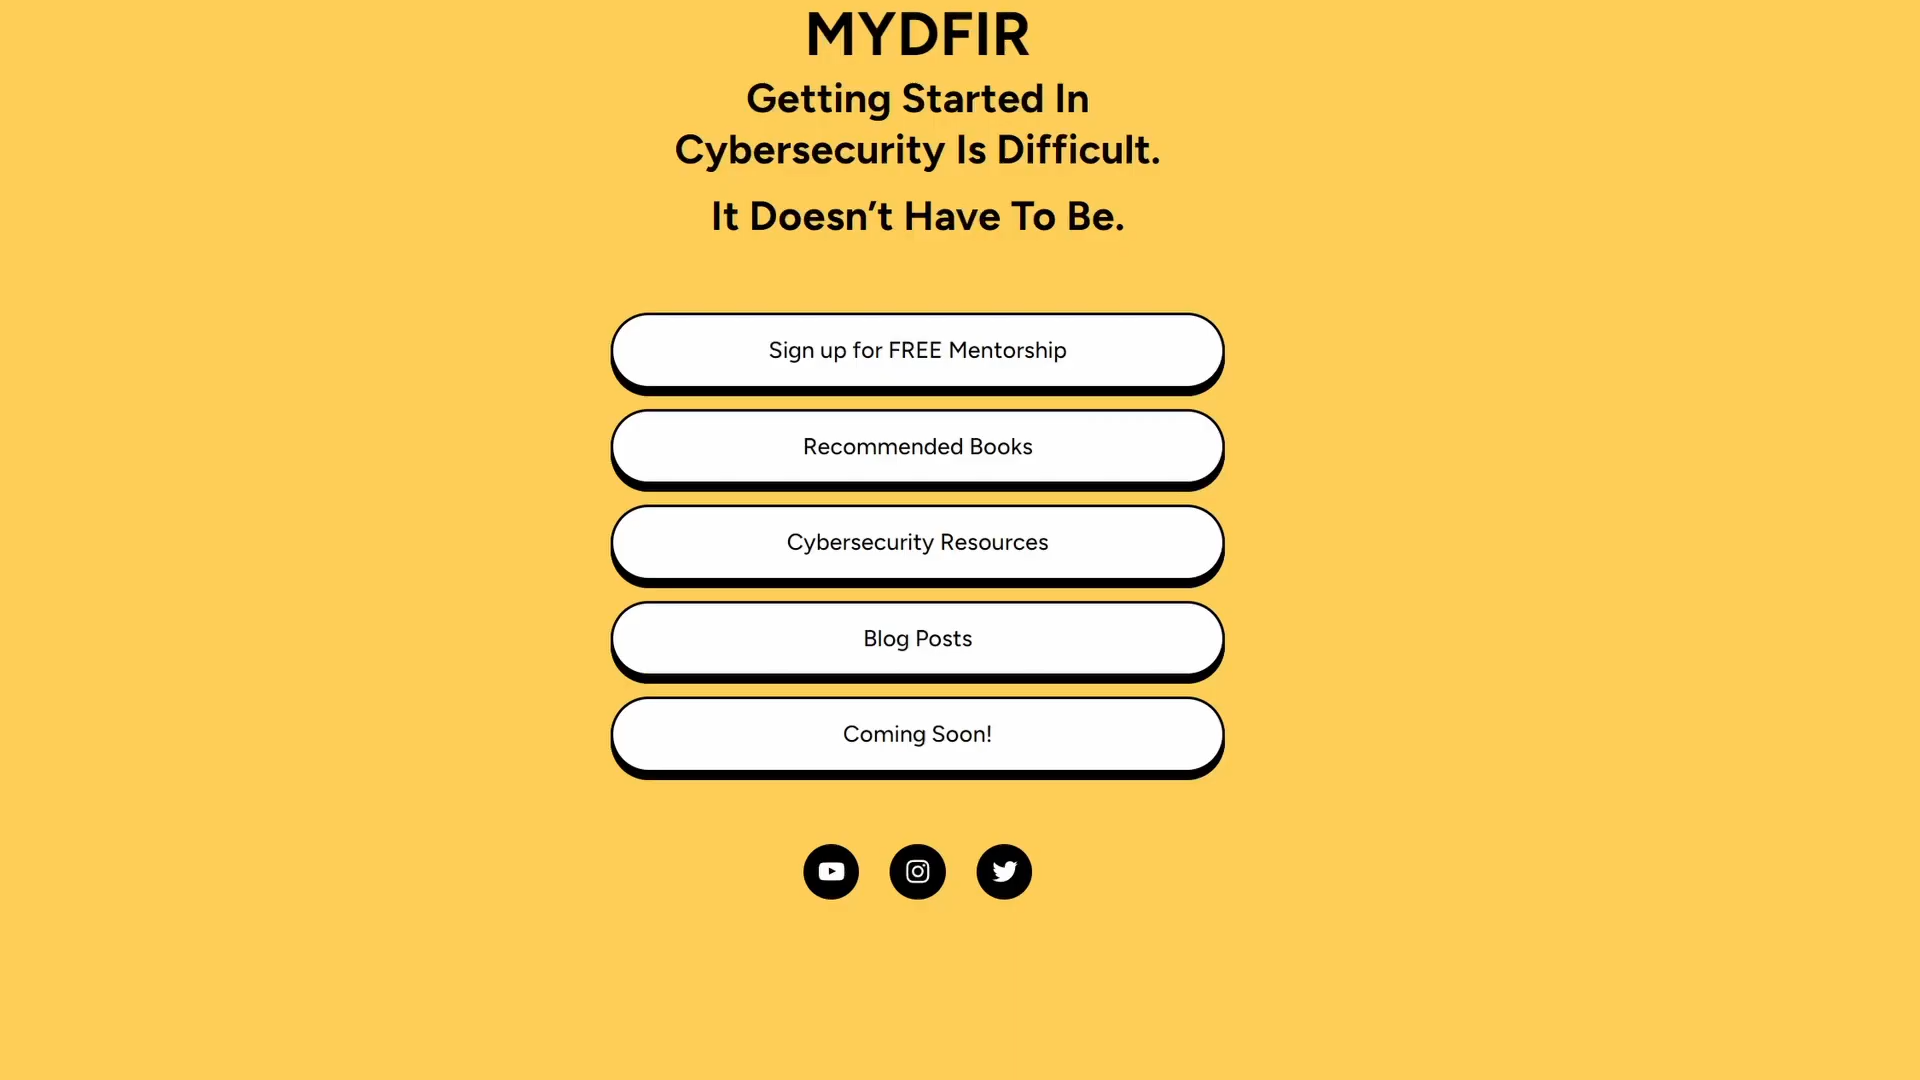 MYDFIR
Getting Started In
Cybersecurity Is Difficult.
It Doesn’t Have To Be.
Sign up for FREE Mentorship
Recommended Books
Cybersecurity Resources
Blog Posts
Coming Soon!